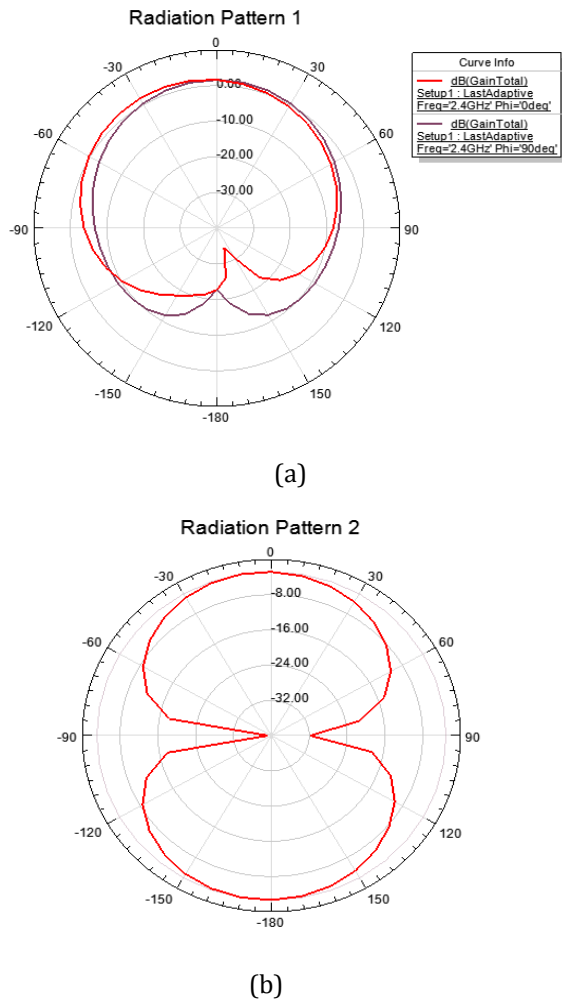 Radiation Pattern 1
0
-30
30
0.00
-10.00
-60
60
-20.00
-30.00
-90
90
-120
120
-150
150
-180
Curve Info
dB(GainTotal)
Setup1 : LastAdaptive
Freq='2.4GHz' Phi='0deg'
dB(GainTotal)
Setup1 : LastAdaptive
Freq='2.4GHz' Phi='90deg'
(a)
Radiation Pattern 2
0
-30
30
-8.00
-16.00
-60
60
-24.00
-32.00
-90
90
-120
120
-150
150
-180
(b)